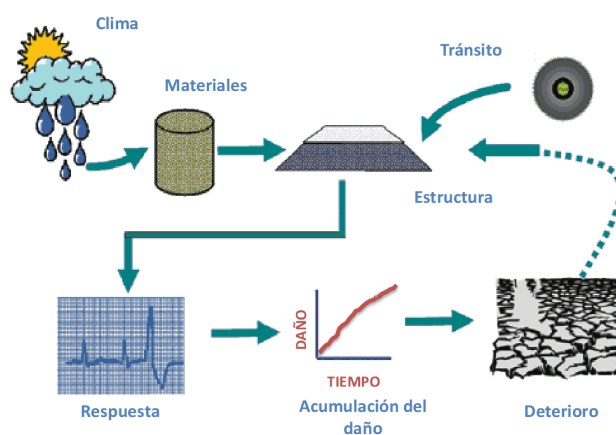 Clima
Tránsito
Materiales
Estructura
DAÑO
TIEMPO
Respuesta
Acumulación del
daño
Deterioro